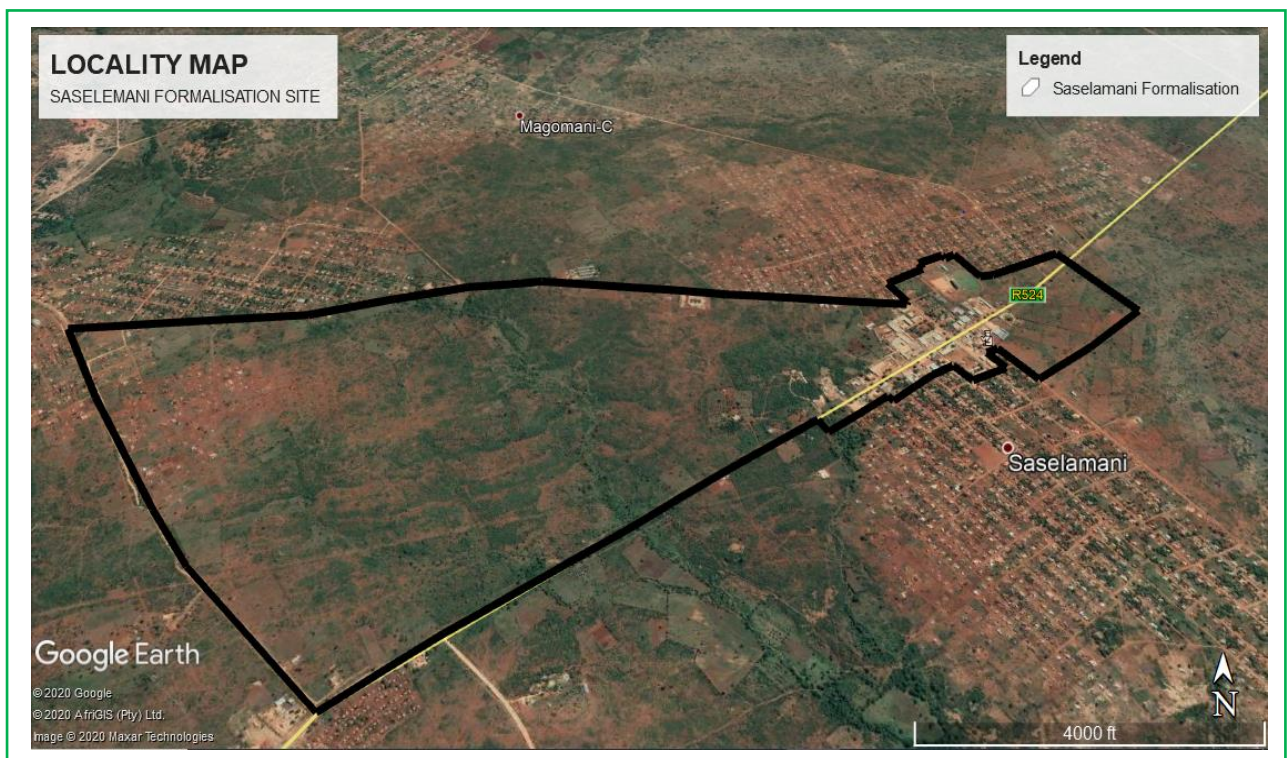 LOCALITY MAP
SASELEMANI FORMALISATION SITE
Legend
Saselamani Formalisation
Magomani-C
R524
Saselamani
Google Earth
© 2020 Google
© 2020 AfriGIS (Pty) Ltd.
Image © 2020 Maxar Technologies
N
4000 ft